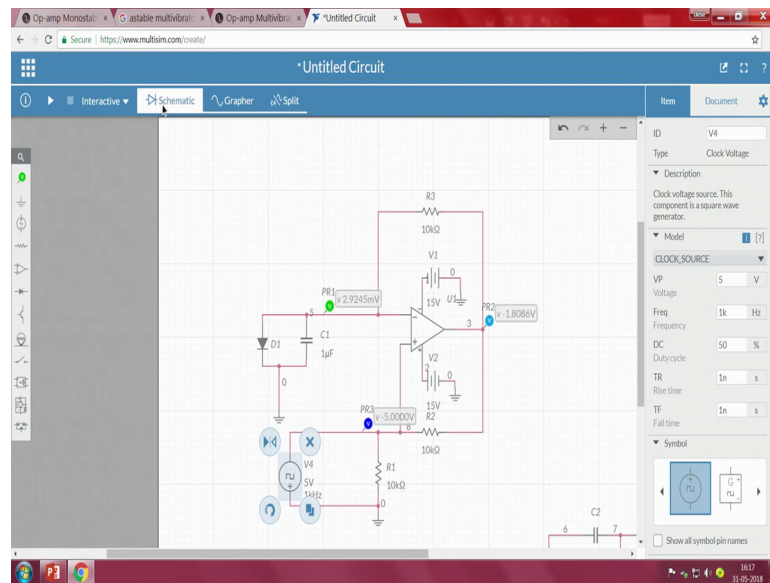 Op-amp Monostab × G astable multivibrato × Op-amp Multivibrat × *Untitled Circuit ×
Secure | https://www.multisim.com/create/
*Untitled Circuit ?
Interactive Schematic Grapher Split Item Document
ID V4
Type Clock Voltage
Description
Clock voltage source. This
component is a square wave
generator.
Model i [?]
CLOCK_SOURCE
VP 5 V
Voltage
Freq 1k Hz
Frequency
DC 50 %
Duty cycle
TR 1n s
Rise time
TF 1n s
Fall time
Symbol
Show all symbol pin names
R3
10kΩ
V1
0
15V U1
PR1 v 2.9245mV
5
PR2 v -1.8086V
3
D1 C1
1µF
0
V2
2 0
15V
PR3 v -5.0000V
R2
8
10kΩ
V4
5V
1kHz
R1
10kΩ
0
C2
6 7
16:17
31-05-2018